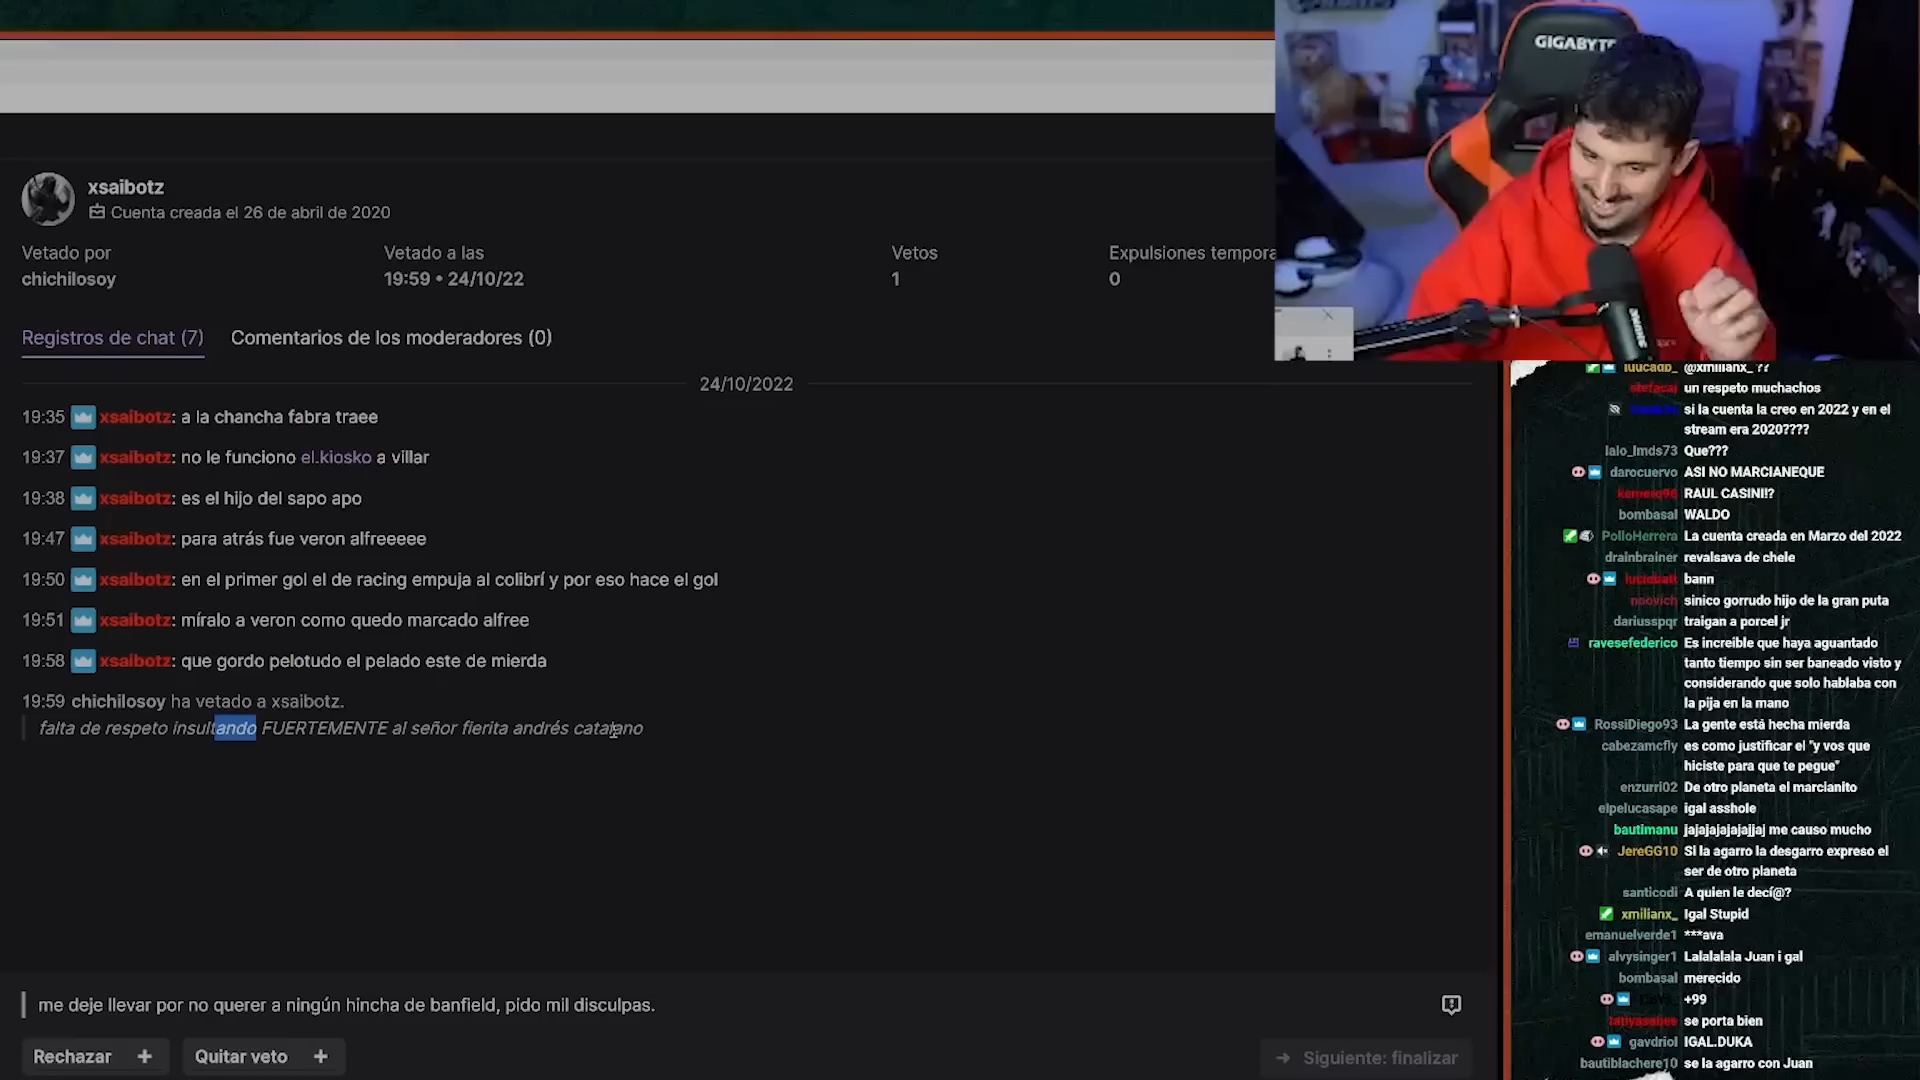 GIGABYTE
xsaibotz
Cuenta creada el 26 de abril de 2020
Vetado por
chichilosoy
Vetado a las
19:59 • 24/10/22
Vetos
1
Expulsiones tempora
0
Registros de chat (7)
Comentarios de los moderadores (0)
24/10/2022
19:35 xsaibotz: a la chancha fabra traee
19:37 xsaibotz: no le funciono el.kiosko a villar
19:38 xsaibotz: es el hijo del sapo apo
19:47 xsaibotz: para atrás fue veron alfreeeee
19:50 xsaibotz: en el primer gol el de racing empuja al colibrí y por eso hace el gol
19:51 xsaibotz: míralo a veron como quedo marcado alfree
19:58 xsaibotz: que gordo pelotudo el pelado este de mierda
19:59 chichilosoy ha vetado a xsaibotz.
falta de respeto insultando FUERTEMENTE al señor fierita andrés catalano
me deje llevar por no querer a ningún hincha de banfield, pido mil disculpas.
Rechazar +
Quitar veto +
Siguiente: finalizar
luucadb_ @xmilianx_ ??
stefacai un respeto muchachos
si la cuenta la creo en 2022 y en el
stream era 2020????
lalo_lmds73 Que???
darocuervo ASI NO MARCIANEQUE
RAUL CASINI!?
bombasal WALDO
PolloHerrera La cuenta creada en Marzo del 2022
drainbrainer revalsava de chele
bann
noovich sinico gorrudo hijo de la gran puta
dariusspqr traigan a porcel jr
ravesefederico Es increible que haya aguantado
tanto tiempo sin ser baneado visto y
considerando que solo hablaba con
la pija en la mano
RossiDiego93 La gente está hecha mierda
cabezamcfly es como justificar el "y vos que
hiciste para que te pegue"
enzurri02 De otro planeta el marcianito
elpelucasape igal asshole
bautimanu jajajajajajajjaj me causo mucho
JereGG10 Si la agarro la desgarro expreso el
ser de otro planeta
santicodi A quien le decí@?
xmilianx_ Igal Stupid
emanuelverde1 ***ava
alvysinger1 Lalalalala Juan i gal
bombasal merecido
+99
se porta bien
gavdriol IGAL.DUKA
bautiblachere10 se la agarro con Juan